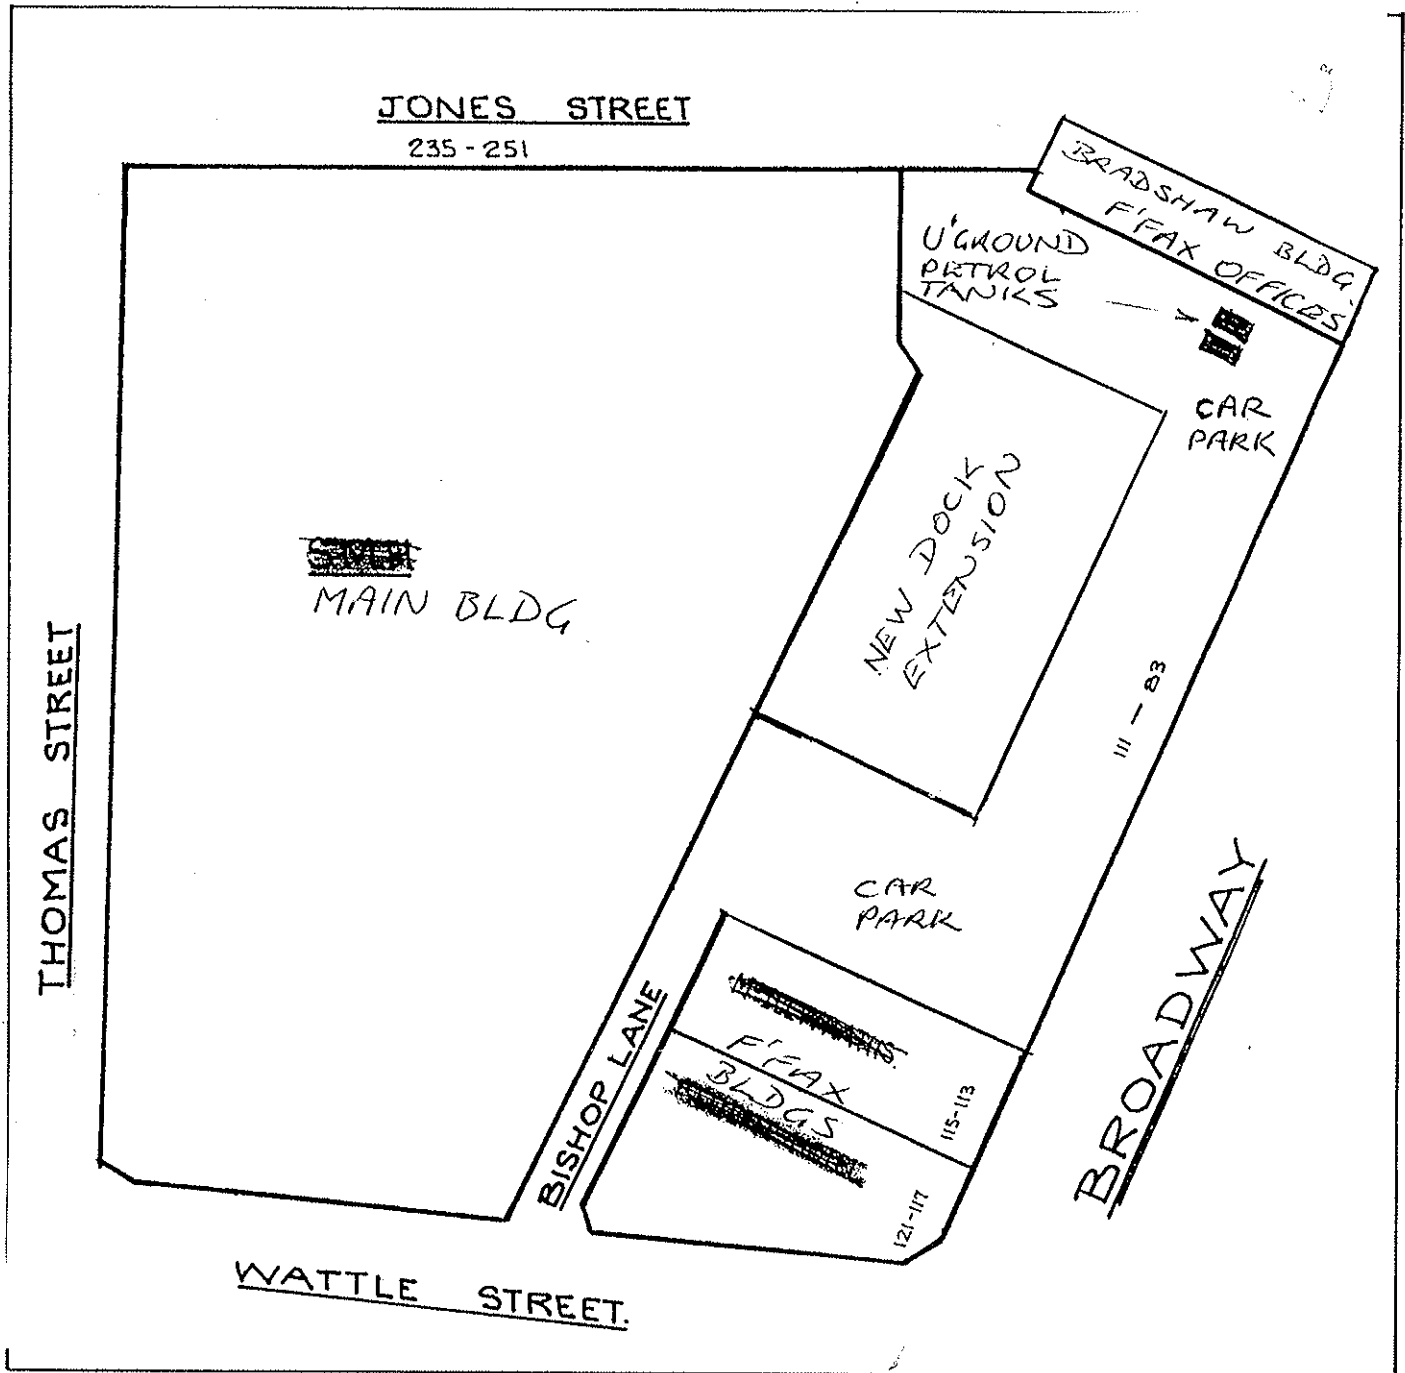 JONES STREET
235-251
BRADSHAW BLDG.
F'FAX OFFICES
U'GROUND
PETROL
TANKS
CAR
PARK
NEW DOCK
EXTENSION
MAIN BLDG.
THOMAS STREET
111 - 83
CAR
PARK
BROADWAY
BISHOP LANE
F'FAX
BLDGS
115-113
121-117
WATTLE STREET.